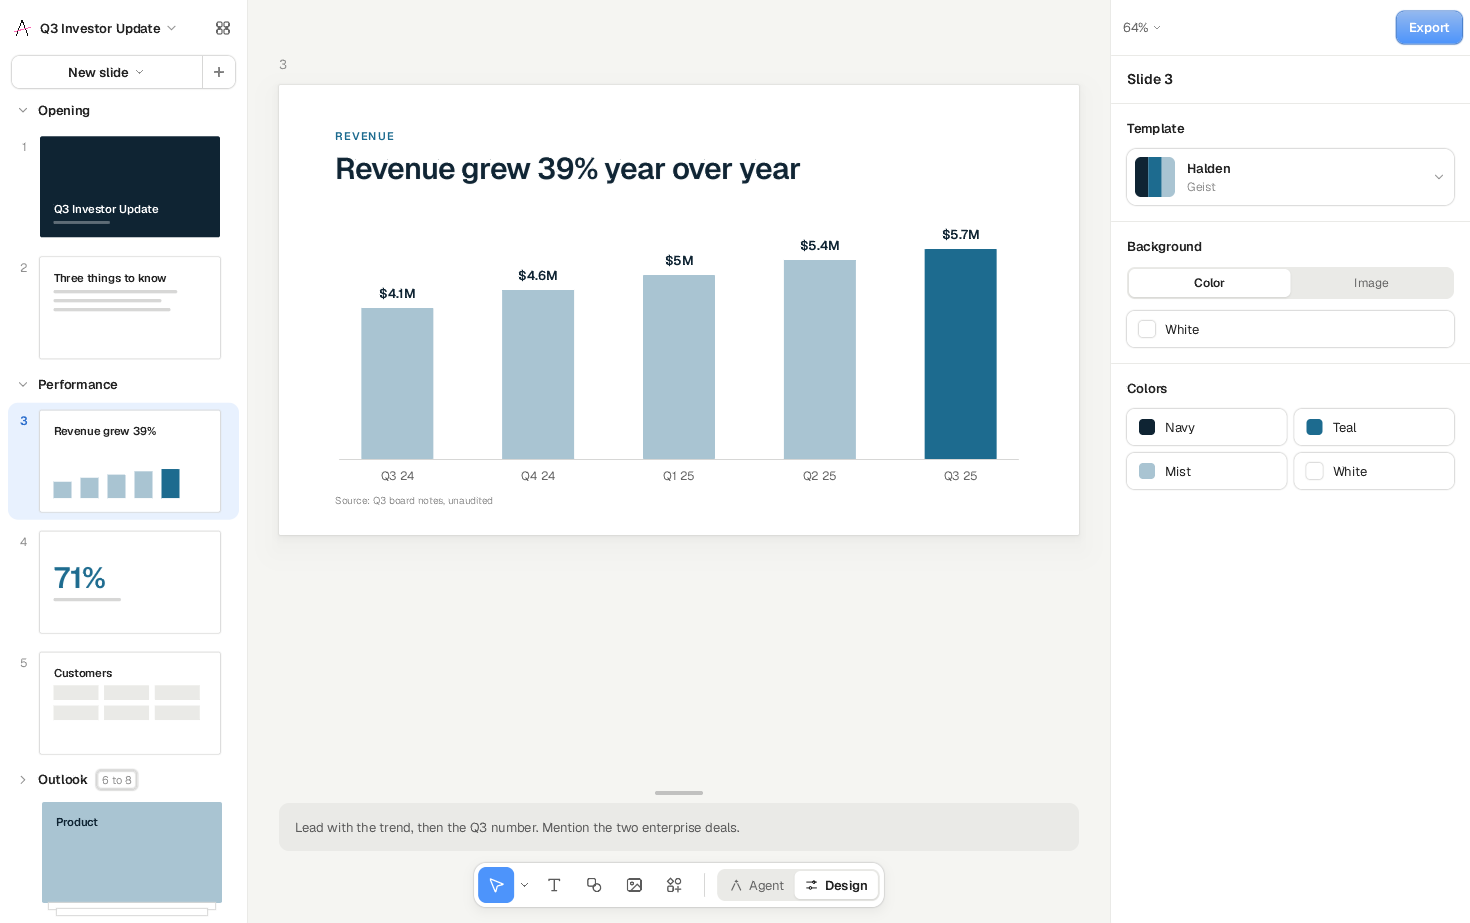 Q3 Investor Update
New slide
Opening
1
Q3 Investor Update
2
Three things to know
Performance
3
Revenue grew 39%
4
71%
5
Customers
Outlook 6 to 8
Product
3
REVENUE
Revenue grew 39% year over year
$4.1M
$4.6M
$5M
$5.4M
$5.7M
Q3 24
Q4 24
Q1 25
Q2 25
Q3 25
Source: Q3 board notes, unaudited
Lead with the trend, then the Q3 number. Mention the two enterprise deals.
Agent
Design
64%
Export
Slide 3
Template
Halden
Geist
Background
Color
Image
White
Colors
Navy
Teal
Mist
White